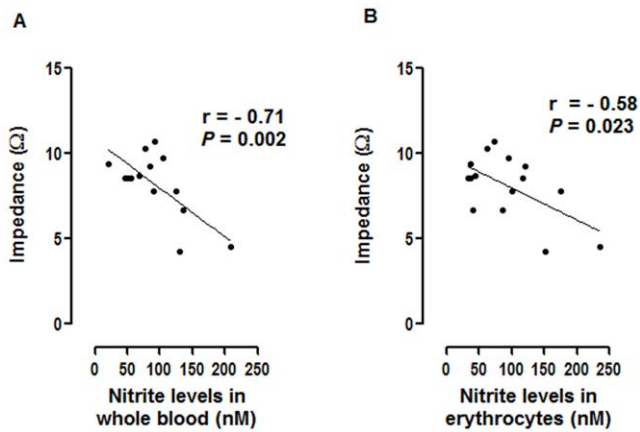 A
15
10
5
0
Impedance (Ω)
r = - 0.71
P = 0.002
0 50 100 150 200 250
Nitrite levels in
whole blood (nM)
B
15
10
5
0
Impedance (Ω)
r = - 0.58
P = 0.023
0 50 100 150 200 250
Nitrite levels in
erythrocytes (nM)